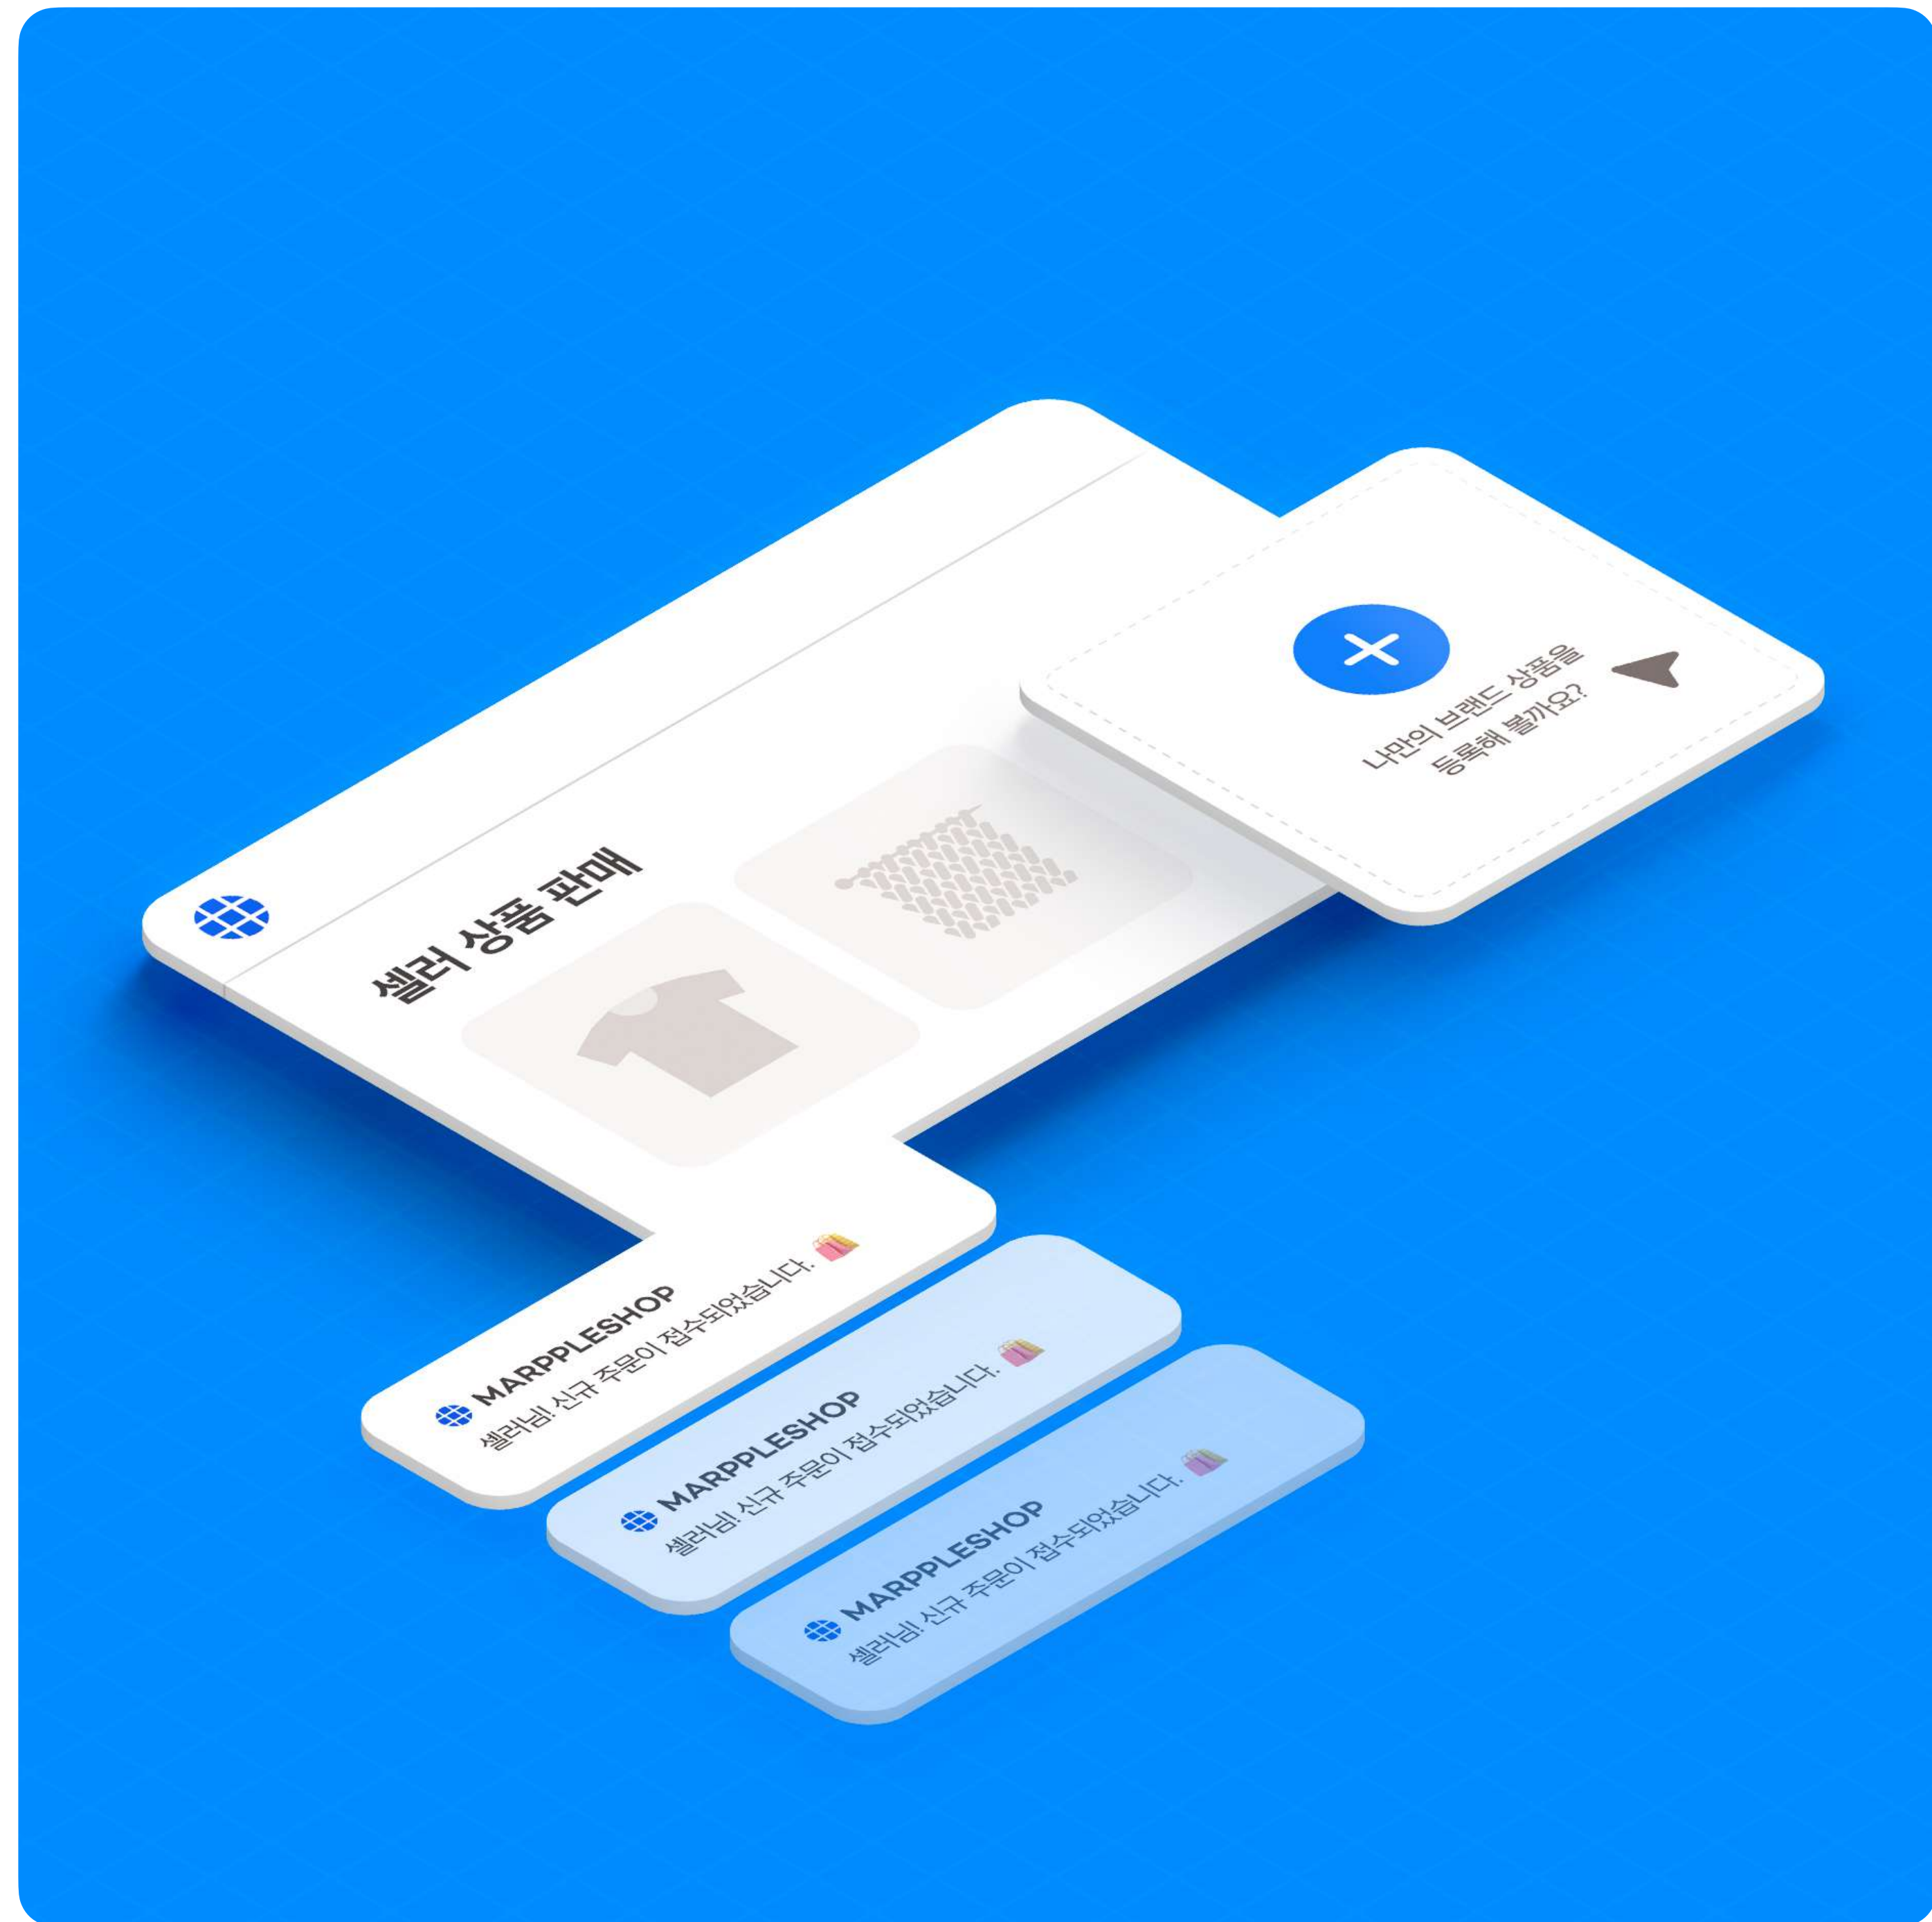 셀러 상품 판매
나만의 브랜드 상품을
등록해 볼까요?
MARPPLESHOP
셀러님! 신규 주문이 접수되었습니다.
MARPPLESHOP
셀러님! 신규 주문이 접수되었습니다.
MARPPLESHOP
셀러님! 신규 주문이 접수되었습니다.